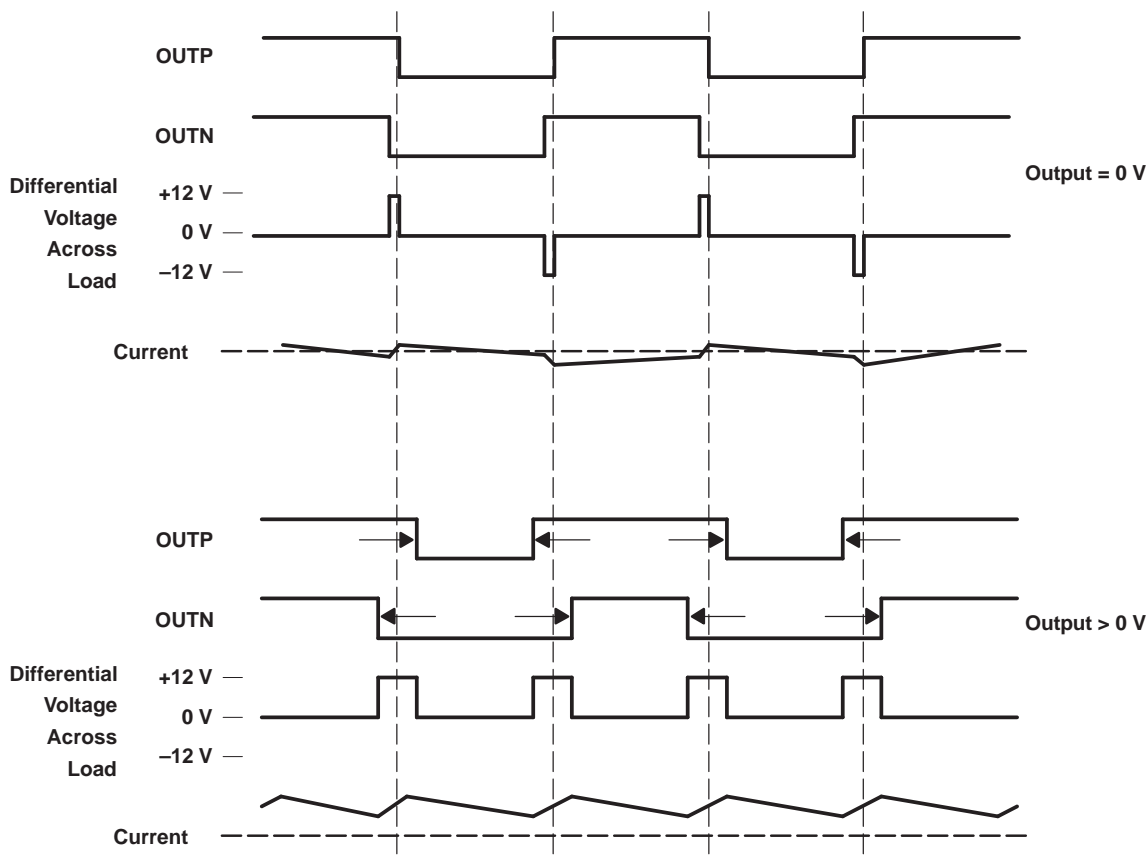 OUTP
OUTN
Output = 0 V
Differential
Voltage
Across
Load
+12 V
0 V
–12 V
Current
OUTP
OUTN
Output > 0 V
Differential
Voltage
Across
Load
+12 V
0 V
–12 V
Current